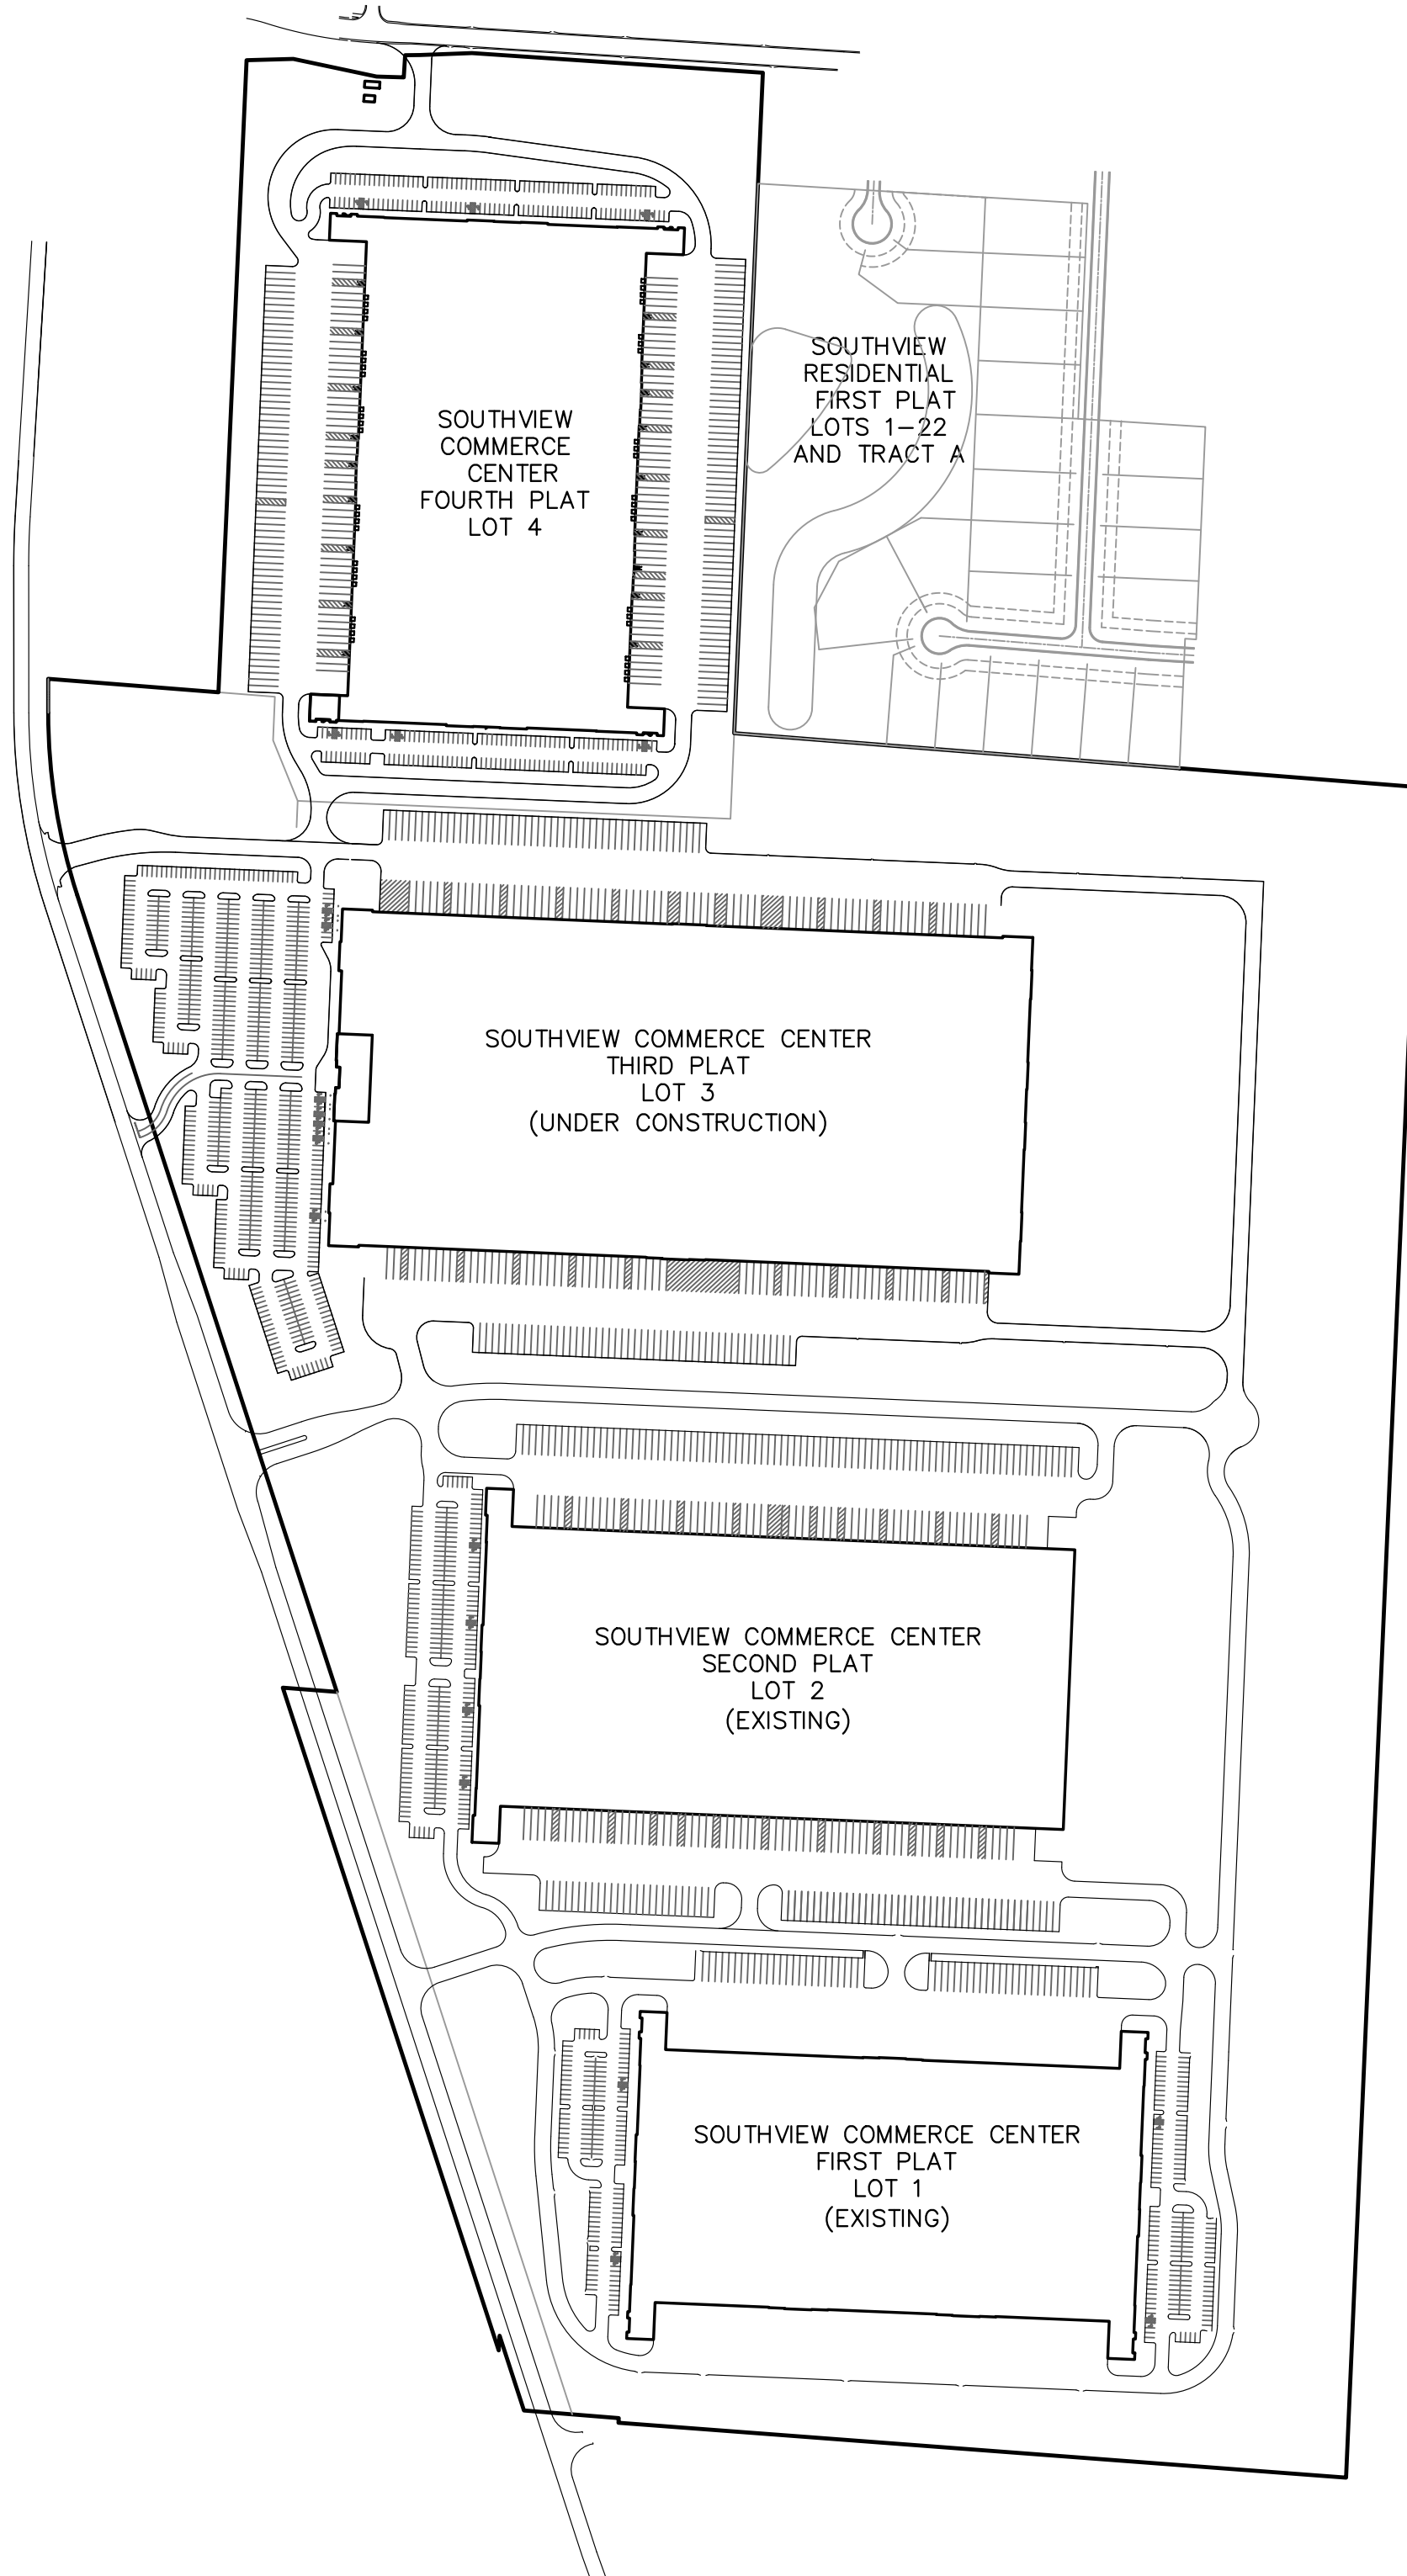 SOUTHVIEW
RESIDENTIAL
FIRST PLAT
LOTS 1-22
AND TRACT A
SOUTHVIEW
COMMERCE
CENTER
FOURTH PLAT
LOT 4
SOUTHVIEW COMMERCE CENTER
THIRD PLAT
LOT 3
(UNDER CONSTRUCTION)
SOUTHVIEW COMMERCE CENTER
SECOND PLAT
LOT 2
(EXISTING)
SOUTHVIEW COMMERCE CENTER
FIRST PLAT
LOT 1
(EXISTING)